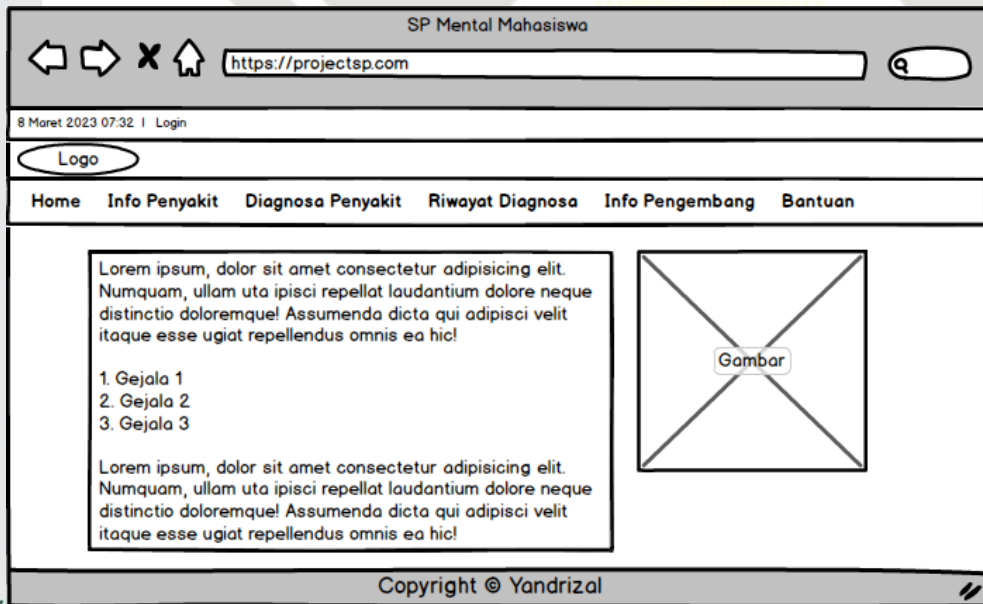 SP Mental Mahasiswa
https://projectsp.com
8 Maret 2023 07:32 | Login
Logo
Home Info Penyakit Diagnosa Penyakit Riwayat Diagnosa Info Pengembang Bantuan
Lorem ipsum, dolor sit amet consectetur adipisicing elit.
Numquam, ullam uta ipisci repellat laudantium dolore neque
distinctio doloremque! Assumenda dicta qui adipisci velit
itaque esse ugiat repellendus omnis ea hic!
1. Gejala 1
2. Gejala 2
3. Gejala 3
Lorem ipsum, dolor sit amet consectetur adipisicing elit.
Numquam, ullam uta ipisci repellat laudantium dolore neque
distinctio doloremque! Assumenda dicta qui adipisci velit
itaque esse ugiat repellendus omnis ea hic!
Gambar
Copyright © Yandrizal